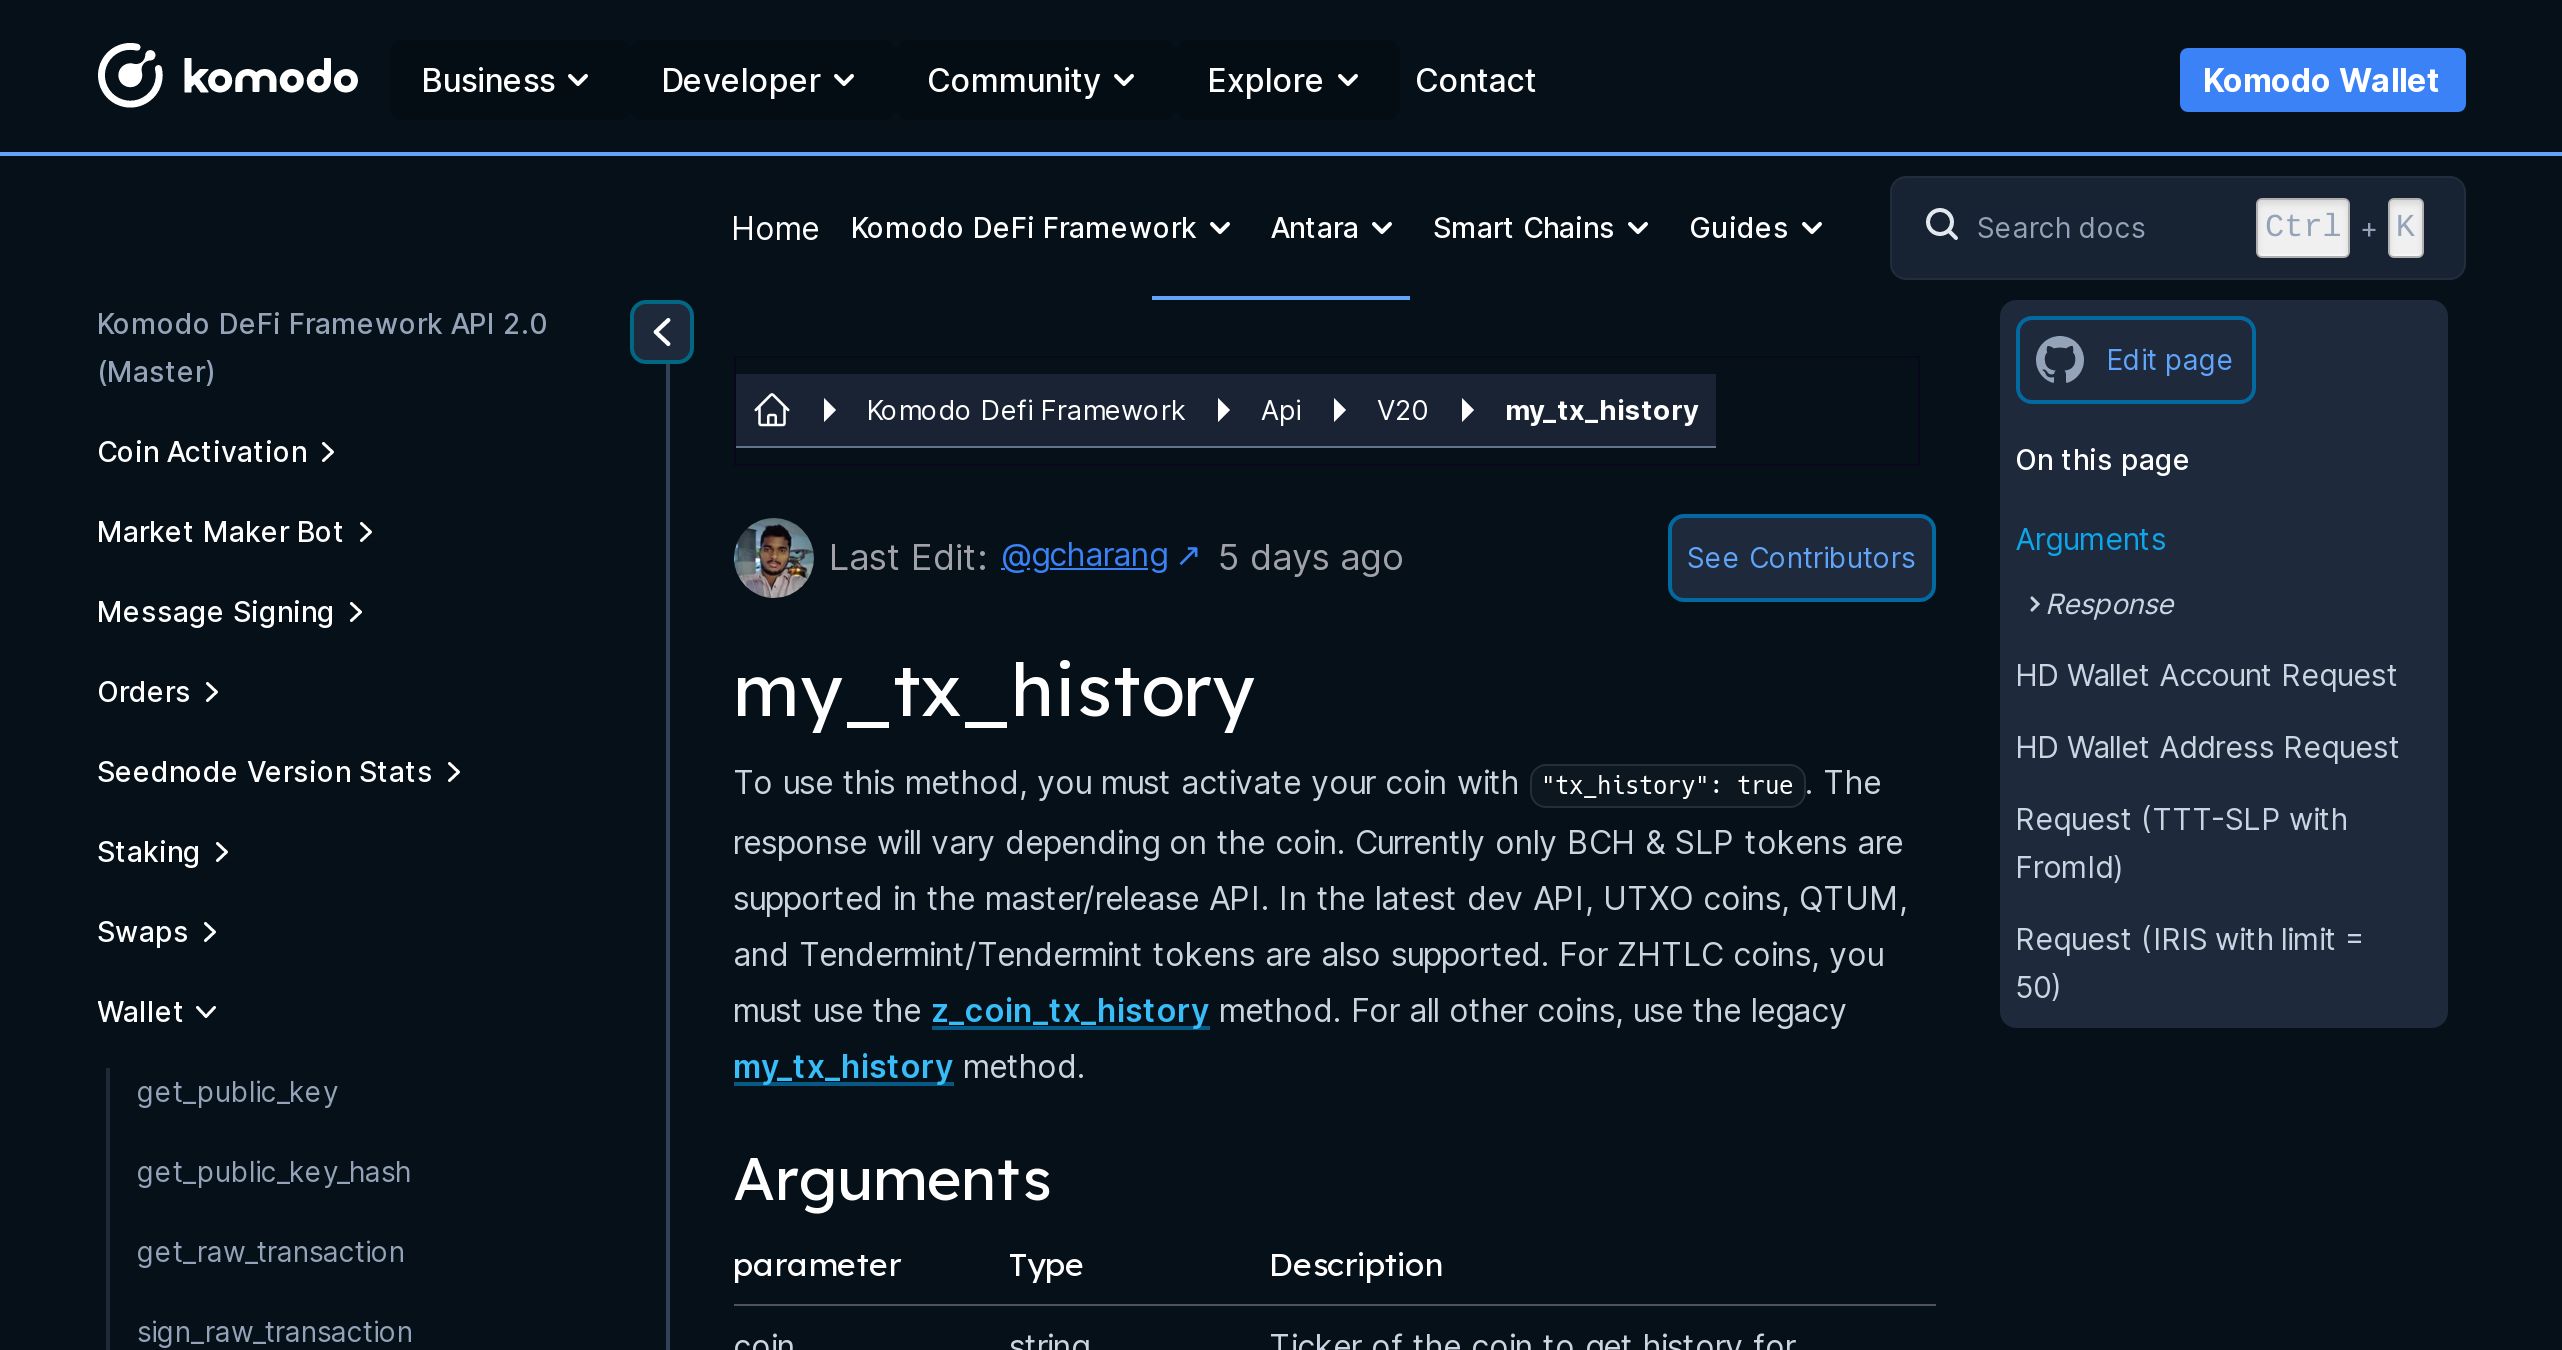 komodo Business Developer Community Explore Contact Komodo Wallet
Home Komodo DeFi Framework Antara Smart Chains Guides Search docs Ctrl + K
Komodo DeFi Framework API 2.0
(Master)
Coin Activation
Market Maker Bot
Message Signing
Orders
Seednode Version Stats
Staking
Swaps
Wallet
get_public_key
get_public_key_hash
get_raw_transaction
sign_raw_transaction
Komodo Defi Framework Api V20 my_tx_history
Last Edit: @gcharang ↗ 5 days ago See Contributors
my_tx_history
To use this method, you must activate your coin with "tx_history": true. The
response will vary depending on the coin. Currently only BCH & SLP tokens are
supported in the master/release API. In the latest dev API, UTXO coins, QTUM,
and Tendermint/Tendermint tokens are also supported. For ZHTLC coins, you
must use the z_coin_tx_history method. For all other coins, use the legacy
my_tx_history method.
Arguments
parameter Type Description
coin string Ticker of the coin to get history for
Edit page
On this page
Arguments
Response
HD Wallet Account Request
HD Wallet Address Request
Request (TTT-SLP with
FromId)
Request (IRIS with limit =
50)